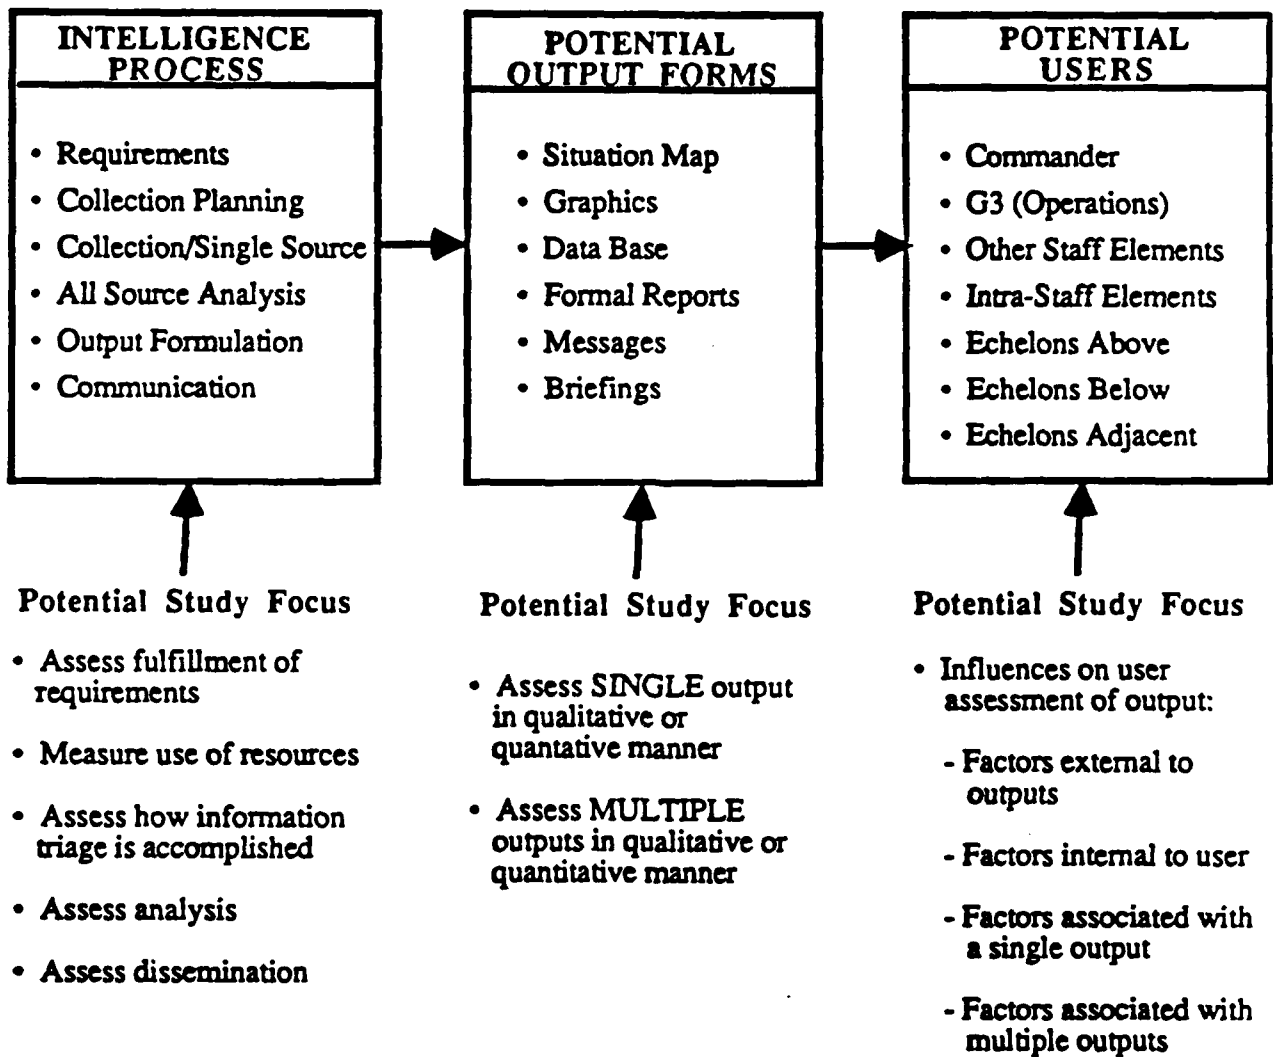 INTELLIGENCE
PROCESS
• Requirements
• Collection Planning
• Collection/Single Source
• All Source Analysis
• Output Formulation
• Communication
POTENTIAL
OUTPUT FORMS
• Situation Map
• Graphics
• Data Base
• Formal Reports
• Messages
• Briefings
POTENTIAL
USERS
• Commander
• G3 (Operations)
• Other Staff Elements
• Intra-Staff Elements
• Echelons Above
• Echelons Below
• Echelons Adjacent
Potential Study Focus
• Assess fulfillment of
requirements
• Measure use of resources
• Assess how information
triage is accomplished
• Assess analysis
• Assess dissemination
Potential Study Focus
• Assess SINGLE output
in qualitative or
quantative manner
• Assess MULTIPLE
outputs in qualitative or
quantitative manner
Potential Study Focus
• Influences on user
assessment of output:
- Factors external to
outputs
- Factors internal to user
- Factors associated with
a single output
- Factors associated with
multiple outputs